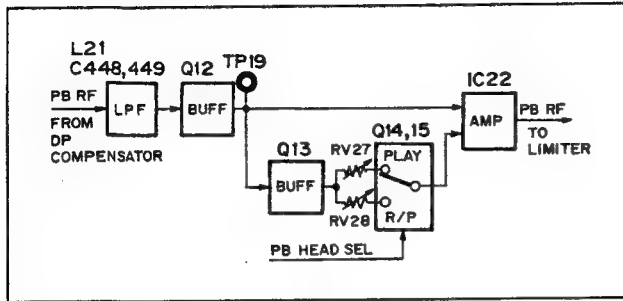 L21
C448,449
Q12
TP19
IC22
PB RF
LPF
BUFF
AMP
PB RF
FROM
DP
COMPENSATOR
TO
LIMITER
Q13
Q14,15
RV27
PLAY
BUFF
RV28
R/P
PB HEAD SEL